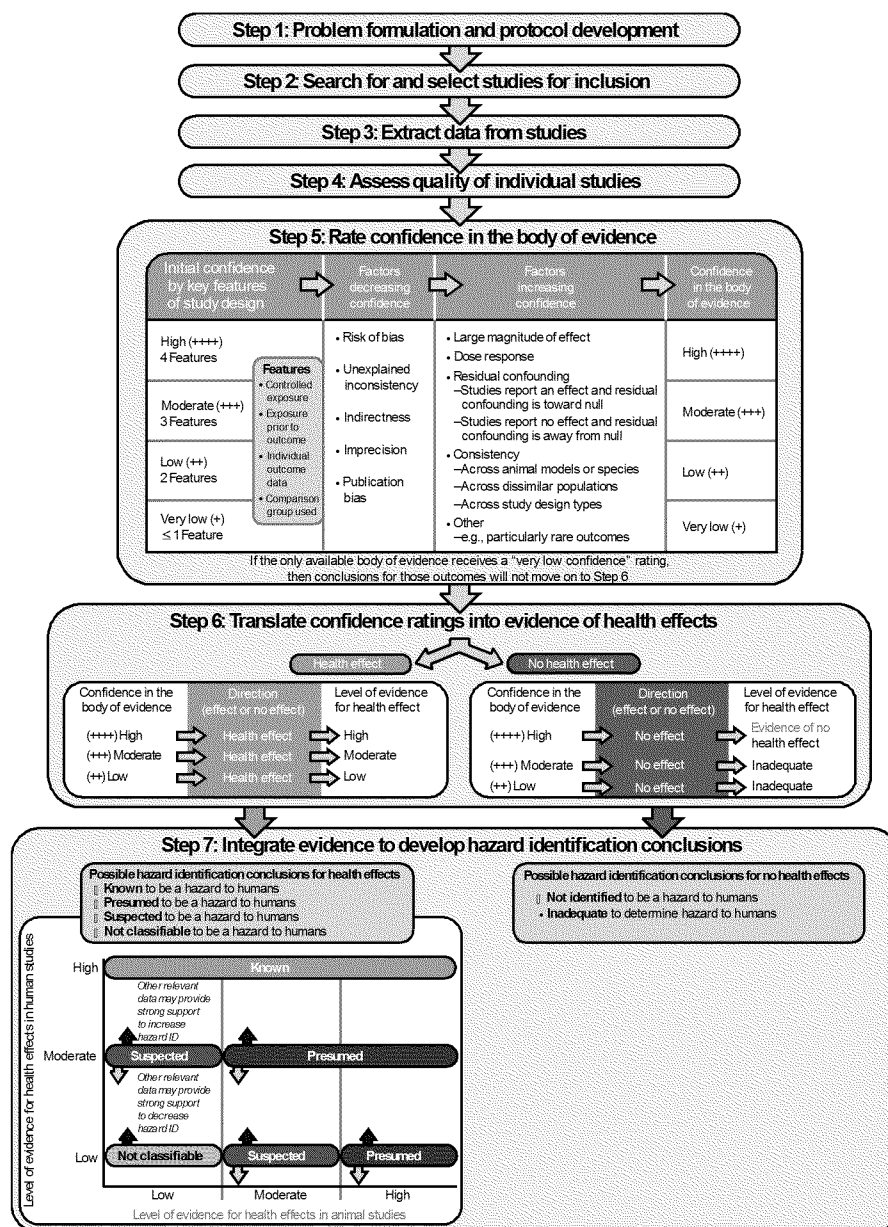 Step 1: Problem formulation and protocol development
Step 2: Search for and select studies for inclusion
Step 3: Extract data from studies
Step 4: Assess quality of individual studies
Step 5: Rate confidence in the body of evidence
Initial confidence
by key features
of study design
Factors
decreasing
confidence
Factors
increasing
confidence
Confidence
in the body
of evidence
High (++++)
4 Features
Moderate (+++)
3 Features
Low (++)
2 Features
Very low (+)
≤ 1 Feature
Features
• Controlled
exposure
• Exposure
prior to
outcome
• Individual
outcome
data
• Comparison
group used
• Risk of bias
• Unexplained
inconsistency
• Indirectness
• Imprecision
• Publication
bias
• Large magnitude of effect
• Dose response
• Residual confounding
–Studies report an effect and residual
confounding is toward null
–Studies report no effect and residual
confounding is away from null
• Consistency
–Across animal models or species
–Across dissimilar populations
–Across study design types
• Other
–e.g., particularly rare outcomes
High (++++)
Moderate (+++)
Low (++)
Very low (+)
If the only available body of evidence receives a "very low confidence" rating,
then conclusions for those outcomes will not move on to Step 6
Step 6: Translate confidence ratings into evidence of health effects
Health effect
No health effect
Confidence in the
body of evidence
Direction
(effect or no effect)
Level of evidence
for health effect
(++++) High
Health effect
High
(+++) Moderate
Health effect
Moderate
(++) Low
Health effect
Low
Confidence in the
body of evidence
Direction
(effect or no effect)
Level of evidence
for health effect
(++++) High
No effect
Evidence of no
health effect
(+++) Moderate
No effect
Inadequate
(++) Low
No effect
Inadequate
Step 7: Integrate evidence to develop hazard identification conclusions
Possible hazard identification conclusions for health effects
▯ Known to be a hazard to humans
▯ Presumed to be a hazard to humans
▯ Suspected to be a hazard to humans
▯ Not classifiable to be a hazard to humans
Possible hazard identification conclusions for no health effects
▯ Not identified to be a hazard to humans
• Inadequate to determine hazard to humans
Level of evidence for health effects in human studies
High
Known
Other relevant
data may provide
strong support
to increase
hazard ID
Moderate
Suspected
Presumed
Other relevant
data may provide
strong support
to decrease
hazard ID
Low
Not classifiable
Suspected
Presumed
Low
Moderate
High
Level of evidence for health effects in animal studies